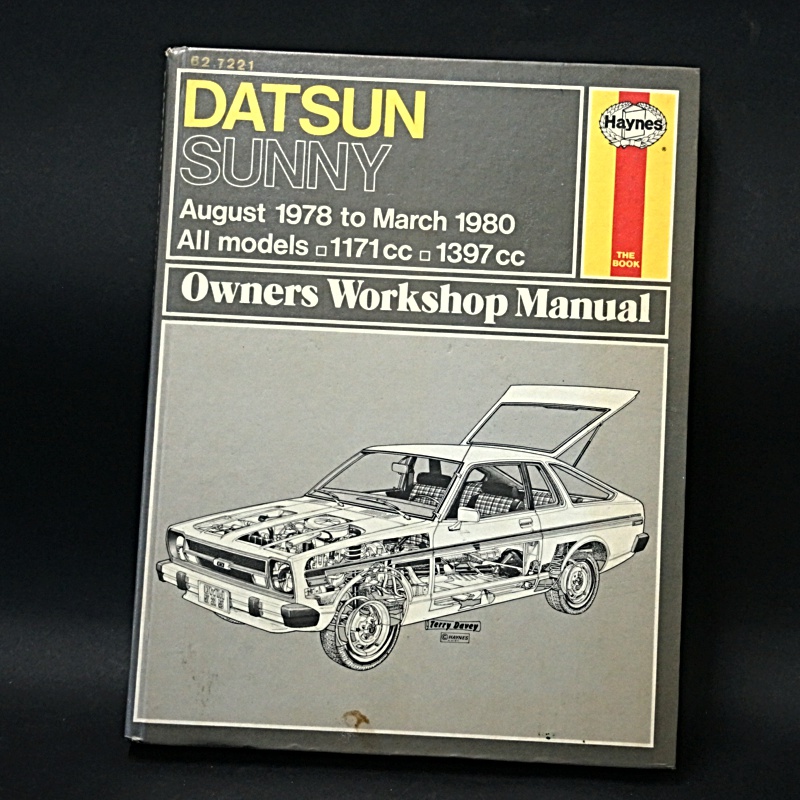 62.7221
DATSUN
SUNNY
August 1978 to March 1980
All models □ 1171cc □ 1397cc
Haynes
THE
BOOK
Owners Workshop Manual
Terry Davey
© HAYNES